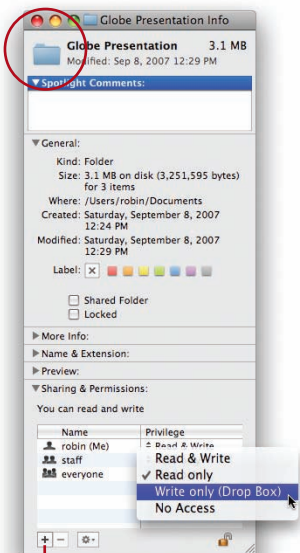 Globe Presentation Info
Globe Presentation 3.1 MB
Modified: Sep 8, 2007 12:29 PM
Spotlight Comments:
General:
Kind: Folder
Size: 3.1 MB on disk (3,251,595 bytes)
for 3 items
Where: /Users/robin/Documents
Created: Saturday, September 8, 2007
12:24 PM
Modified: Saturday, September 8, 2007
12:29 PM
Label:
Shared Folder
Locked
More Info:
Name & Extension:
Preview:
Sharing & Permissions:
You can read and write
Name Privilege
robin (Me) Read & Write
staff Read & Write
everyone ✓ Read only
Write only (Drop Box)
No Access